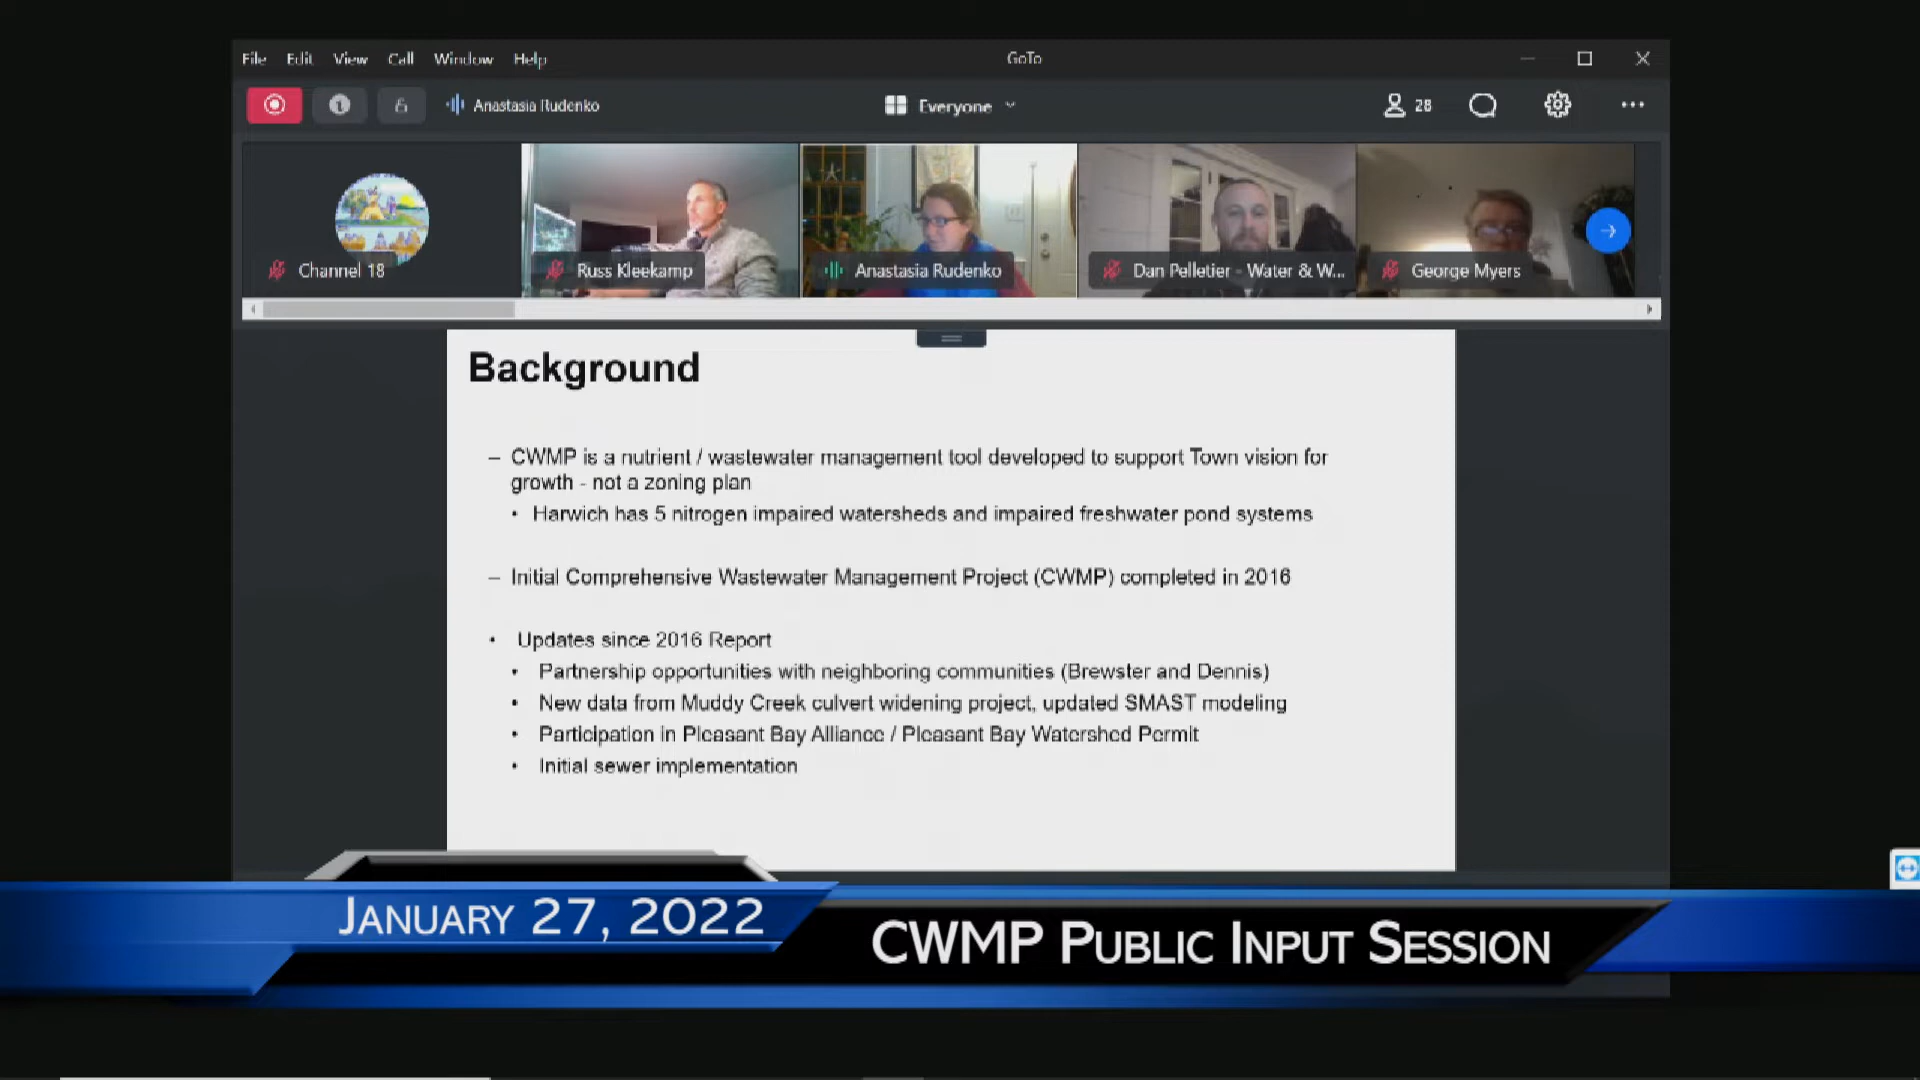 File Edit View Call Window Help
GoTo
Anastasia Rudenko
Everyone
28
Channel 18
Russ Kleekamp
Anastasia Rudenko
Dan Pelletier - Water & W...
George Myers
Background
– CWMP is a nutrient / wastewater management tool developed to support Town vision for
growth - not a zoning plan
• Harwich has 5 nitrogen impaired watersheds and impaired freshwater pond systems
– Initial Comprehensive Wastewater Management Project (CWMP) completed in 2016
• Updates since 2016 Report
• Partnership opportunities with neighboring communities (Brewster and Dennis)
• New data from Muddy Creek culvert widening project, updated SMAST modeling
• Participation in Pleasant Bay Alliance / Pleasant Bay Watershed Permit
• Initial sewer implementation
January 27, 2022
CWMP Public Input Session